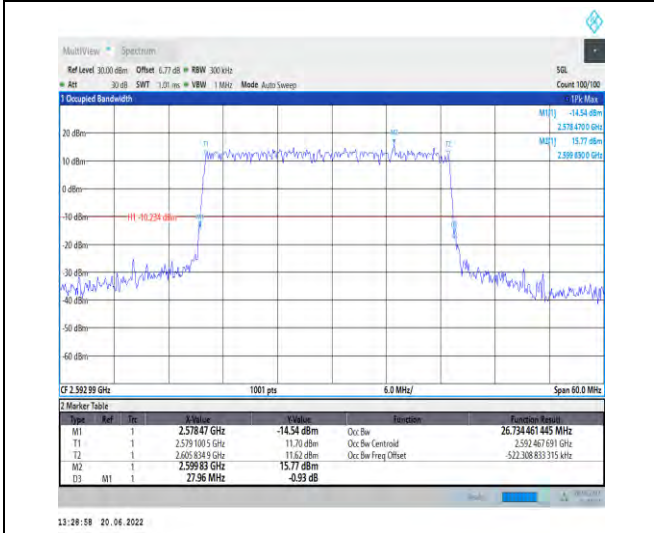 MultiView Spectrum
Ref Level 30.00 dBm Offset 6.77 dB RBW 300 kHz SGL
Att 30 dB SWT 1.01 ms VBW 1 MHz Mode Auto Sweep Count 100/100
1 Occupied Bandwidth 1Pk Max
M1[1] -14.54 dBm
2.578 4700 GHz
20 dBm
M2[1] 15.77 dBm
2.599 8300 GHz
T1
M2
T2
10 dBm
0 dBm
-10 dBm
H1 -10.234 dBm
-20 dBm
-30 dBm
-40 dBm
-50 dBm
-60 dBm
CF 2.592 99 GHz 1001 pts 6.0 MHz/ Span 60.0 MHz
2 Marker Table
Type Ref Trc X-Value Y-Value Function Function Result
M1 1 2.578 47 GHz -14.54 dBm Occ Bw 26.734 461 445 MHz
T1 1 2.579 100 5 GHz 11.70 dBm Occ Bw Centroid 2.592 467 691 GHz
T2 1 2.605 834 9 GHz 11.62 dBm Occ Bw Freq Offset -522.308 833 315 kHz
M2 1 2.599 83 GHz 15.77 dBm
D3 M1 1 27.96 MHz -0.93 dB
13:20:50 20.06.2022